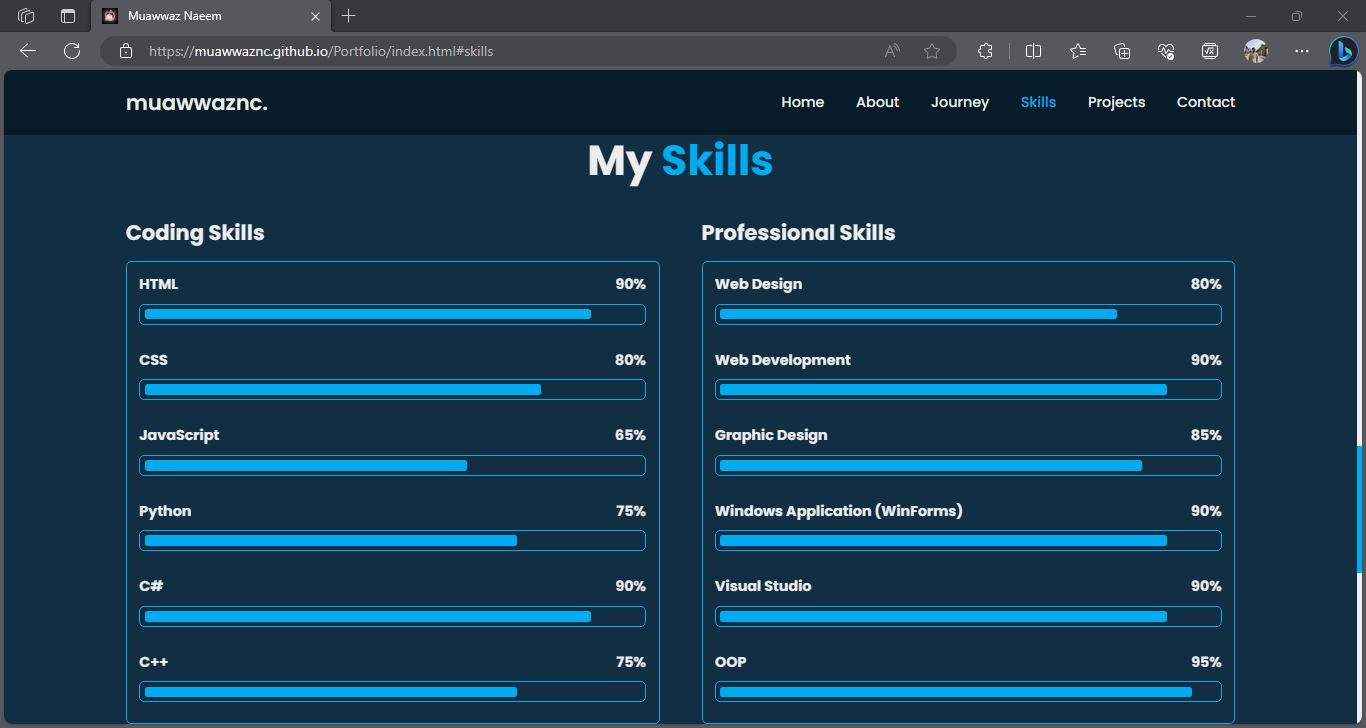 Muawwaz Naeem
https://muawwaznc.github.io/Portfolio/index.html#skills
muawwaznc.
Home About Journey Skills Projects Contact
My Skills
Coding Skills
HTML 90%
CSS 80%
JavaScript 65%
Python 75%
C# 90%
C++ 75%
Professional Skills
Web Design 80%
Web Development 90%
Graphic Design 85%
Windows Application (WinForms) 90%
Visual Studio 90%
OOP 95%